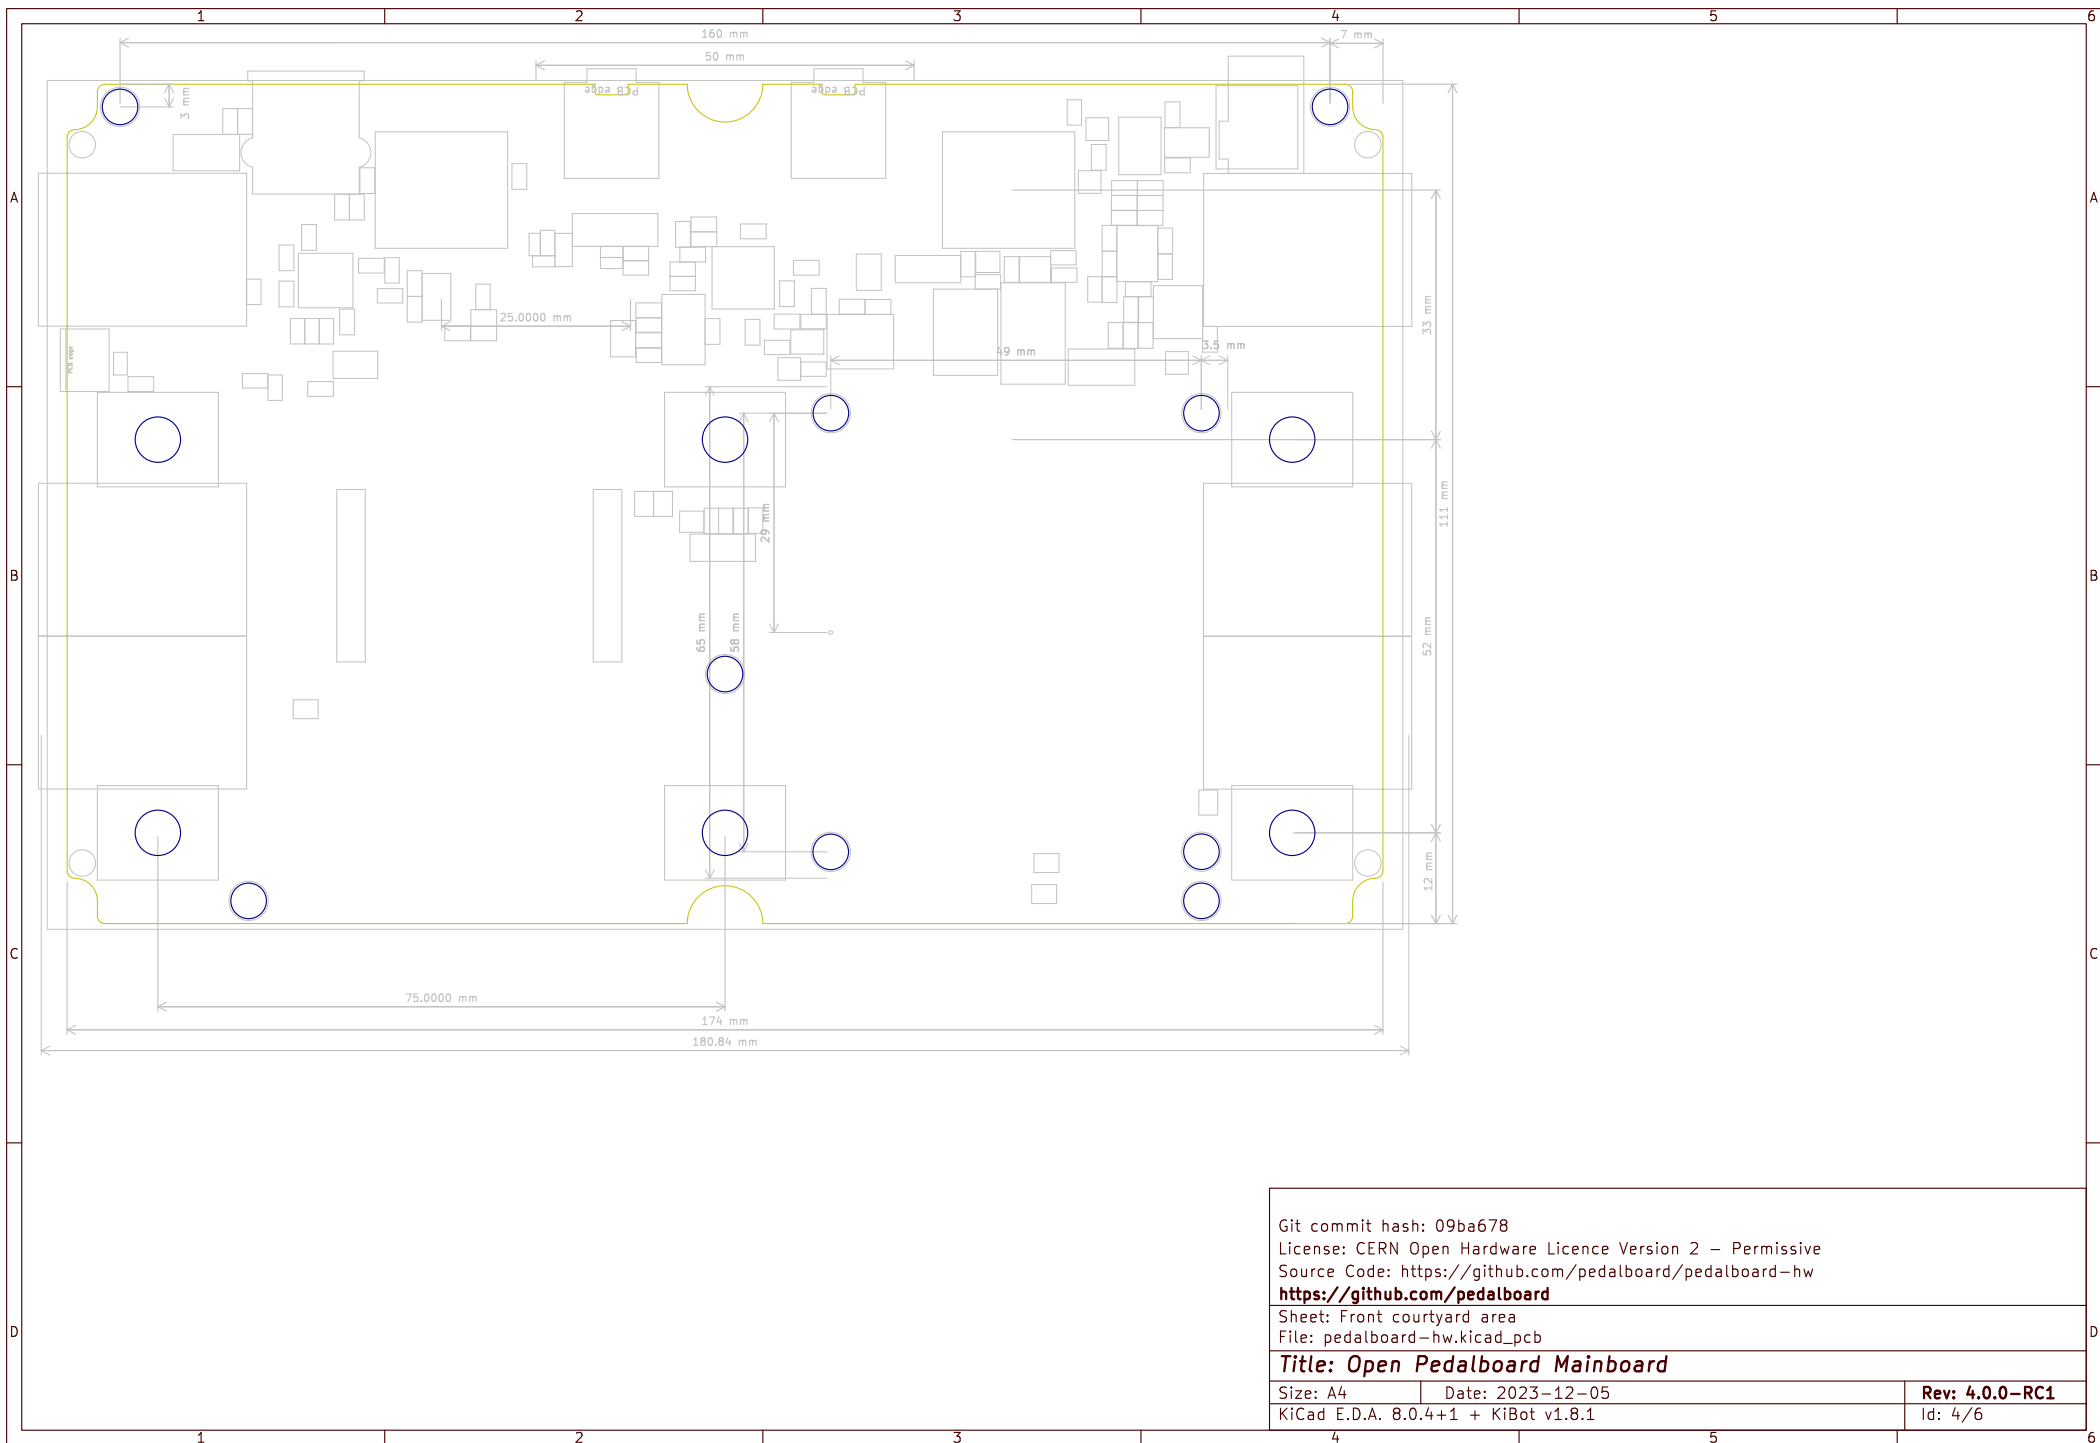 1 2 3 4 5 6
160 mm
7 mm
50 mm
3 mm
PCB edge
PCB edge
A
A
33 mm
25.0000 mm
3.5 mm
49 mm
PCB edge
111 mm
29 mm
B
B
65 mm
58 mm
52 mm
12 mm
C
C
75.0000 mm
174 mm
180.84 mm
Git commit hash: 09ba678
License: CERN Open Hardware Licence Version 2 - Permissive
Source Code: https://github.com/pedalboard/pedalboard-hw
https://github.com/pedalboard
Sheet: Front courtyard area
D
D
File: pedalboard-hw.kicad_pcb
Title: Open Pedalboard Mainboard
Size: A4 Date: 2023-12-05 Rev: 4.0.0-RC1
KiCad E.D.A. 8.0.4+1 + KiBot v1.8.1 Id: 4/6
1 2 3 4 5 6